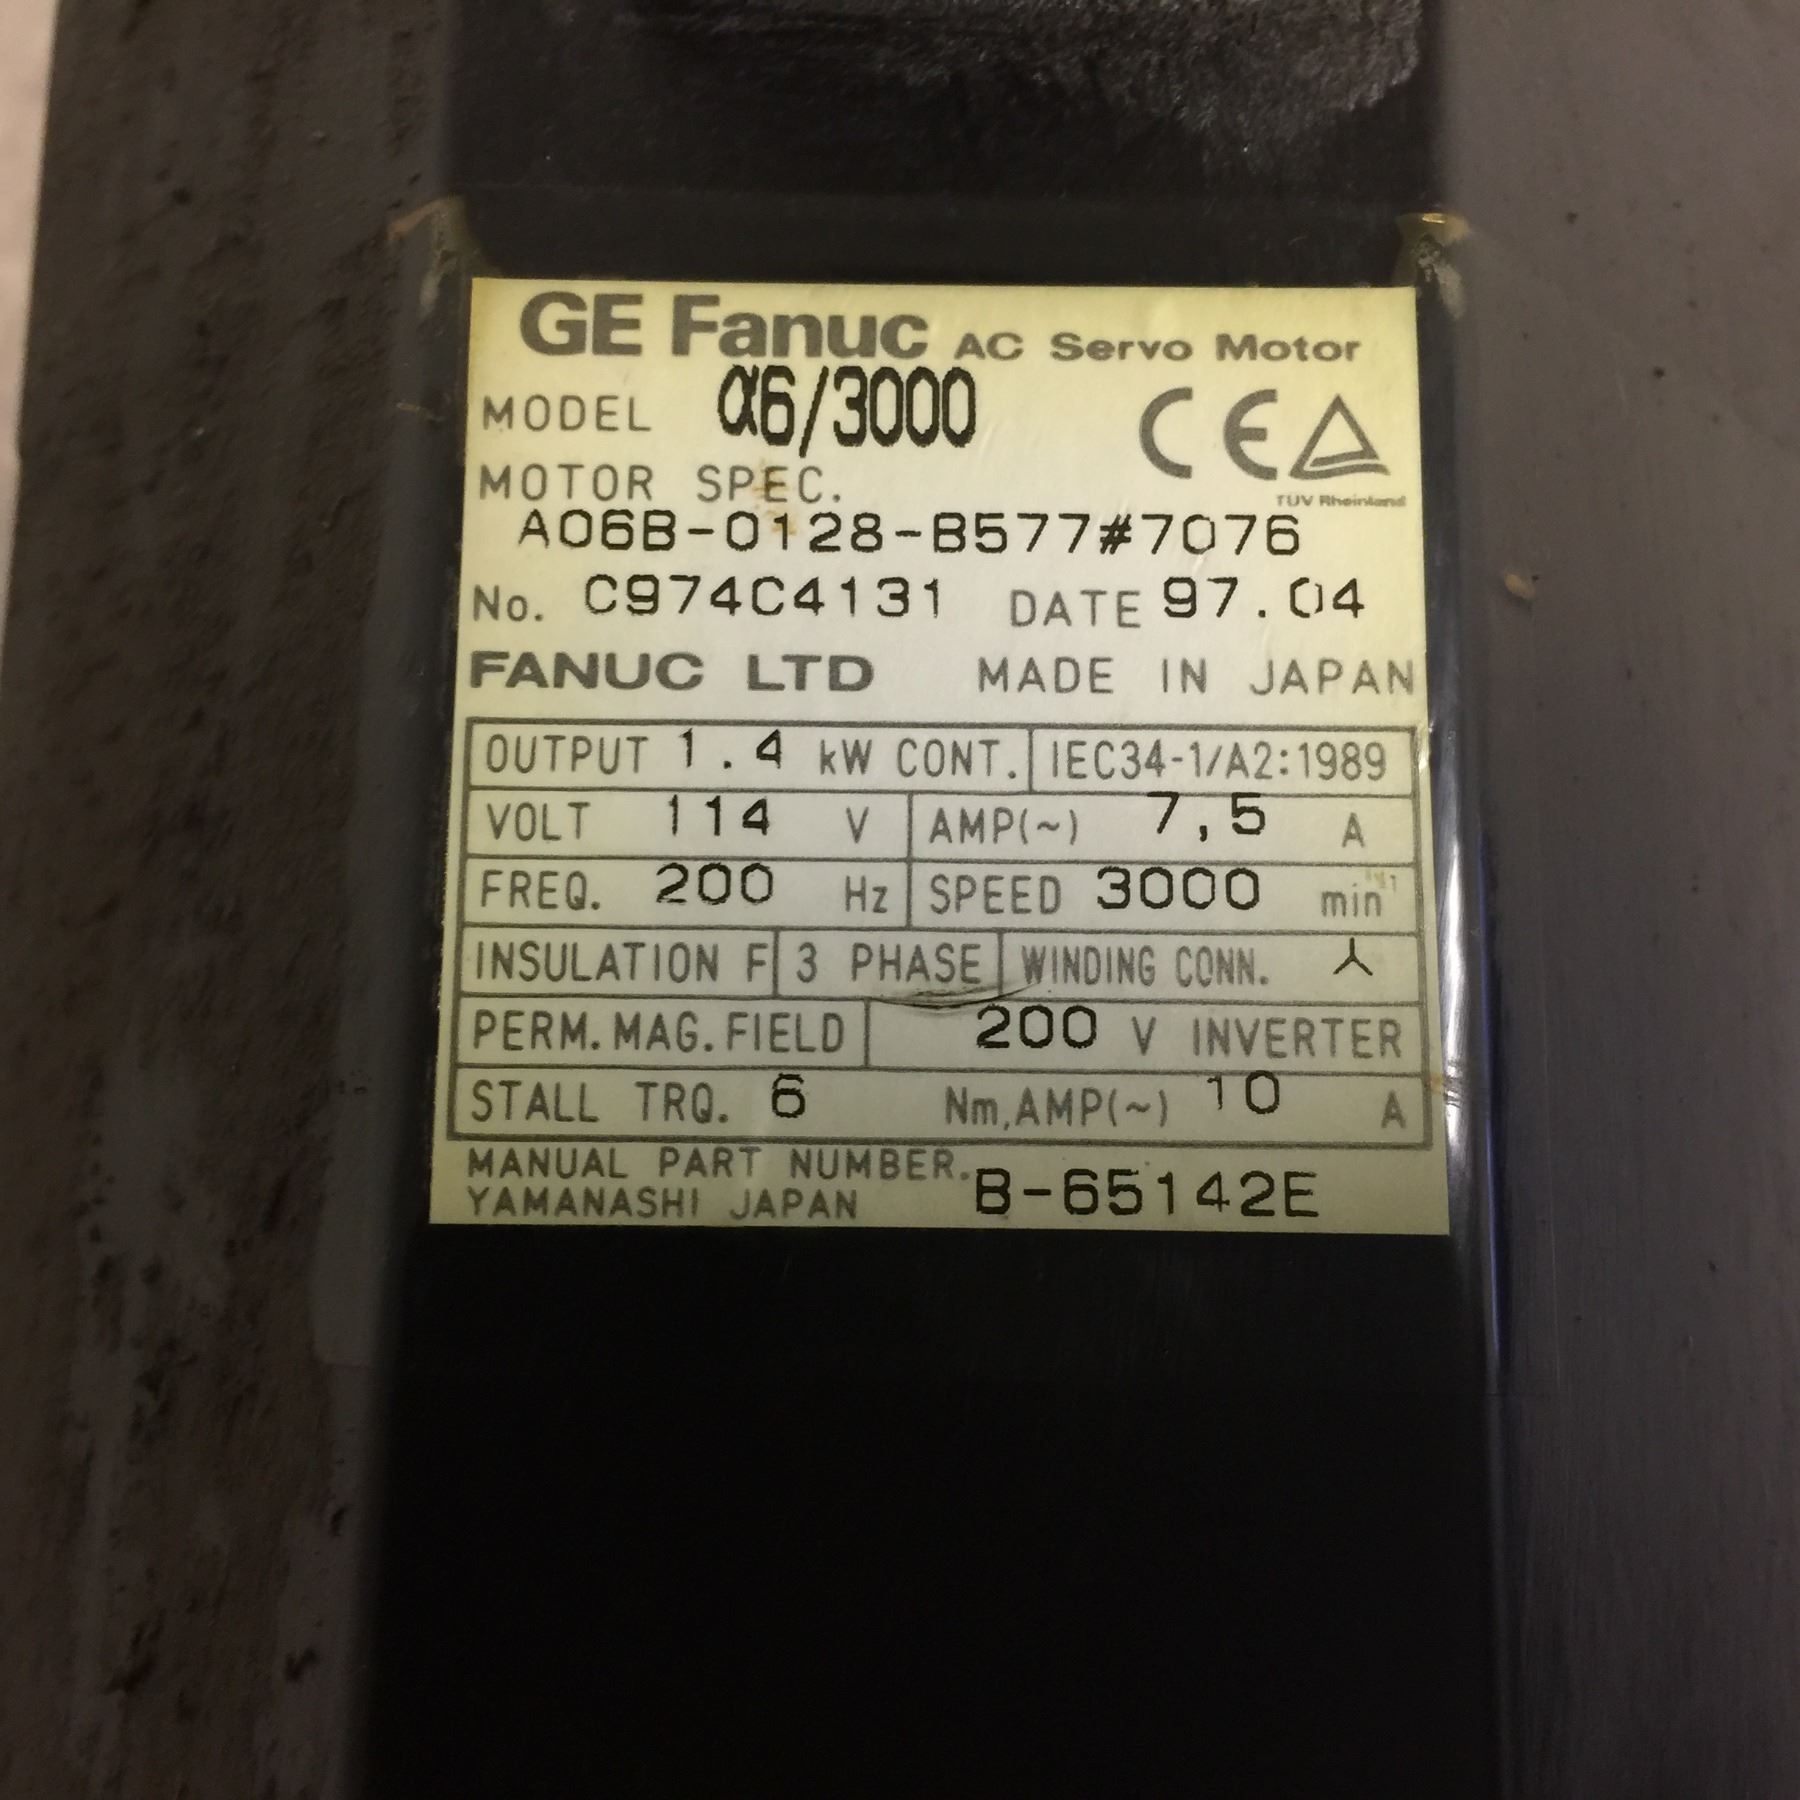 GE Fanuc AC Servo Motor
MODEL α6/3000
CE
TÜV Rheinland
MOTOR SPEC.
A06B-0128-B577#7076
No. C974C4131 DATE 97.04
FANUC LTD MADE IN JAPAN
OUTPUT 1.4 kW CONT. IEC34-1/A2:1989
VOLT 114 V AMP(~) 7,5 A
FREQ. 200 Hz SPEED 3000 min⁻¹
INSULATION F 3 PHASE WINDING CONN. ⅄
PERM.MAG.FIELD 200 V INVERTER
STALL TRQ. 6 Nm,AMP(~) 10 A
MANUAL PART NUMBER. B-65142E
YAMANASHI JAPAN